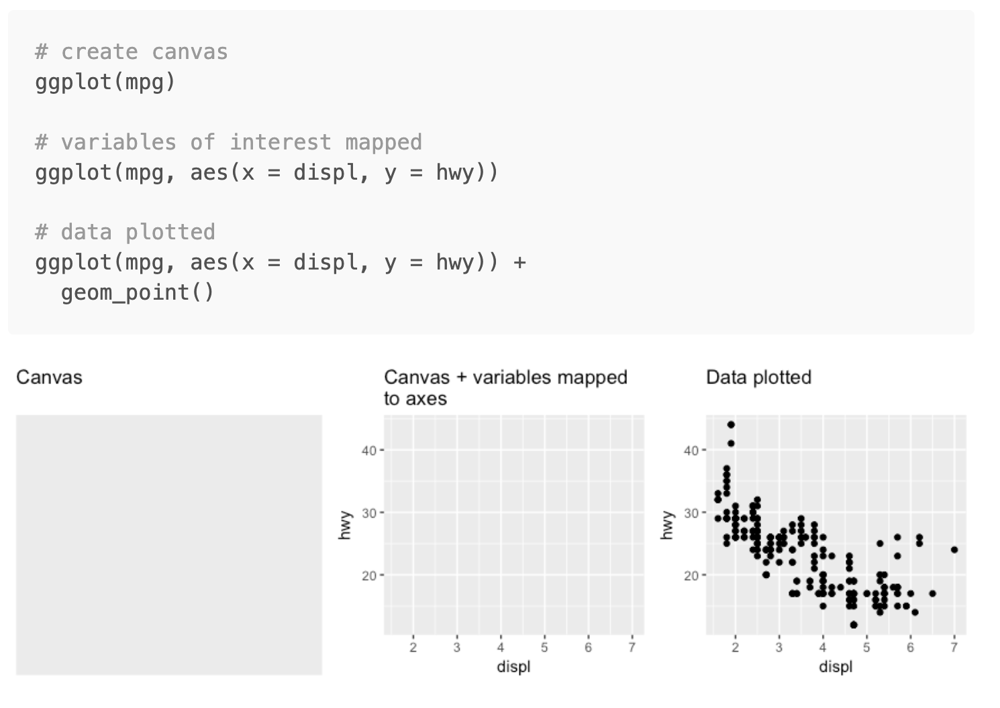 # create canvas
ggplot(mpg)
# variables of interest mapped
ggplot(mpg, aes(x = displ, y = hwy))
# data plotted
ggplot(mpg, aes(x = displ, y = hwy)) +
  geom_point()
Canvas
Canvas + variables mapped
to axes
40
30
20
hwy
2 3 4 5 6 7
displ
Data plotted
40
30
20
hwy
2 3 4 5 6 7
displ